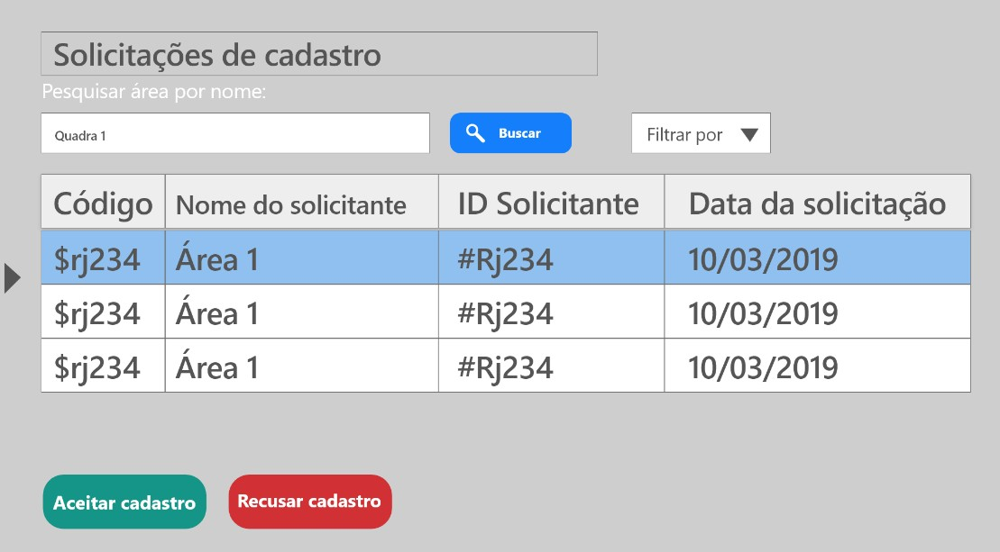 Solicitações de cadastro
Pesquisar área por nome:
Quadra 1
Buscar
Filtrar por
Código Nome do solicitante ID Solicitante Data da solicitação
$rj234 Área 1 #Rj234 10/03/2019
$rj234 Área 1 #Rj234 10/03/2019
$rj234 Área 1 #Rj234 10/03/2019
Aceitar cadastro
Recusar cadastro